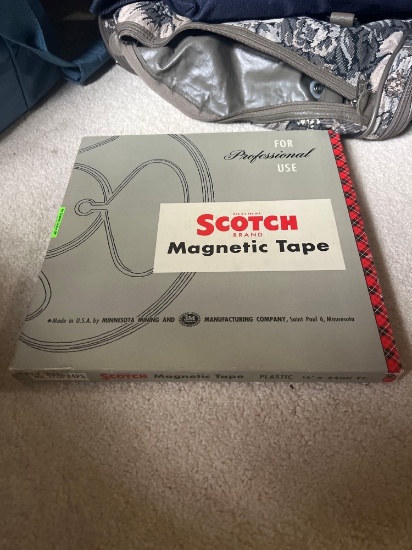 FOR
Professional
USE
SCOTCH
BRAND
Magnetic Tape
Made in U.S.A. by MINNESOTA MINING AND 3M MANUFACTURING COMPANY, Saint Paul 6, Minnesota
SCOTCH Magnetic Tape PLASTIC